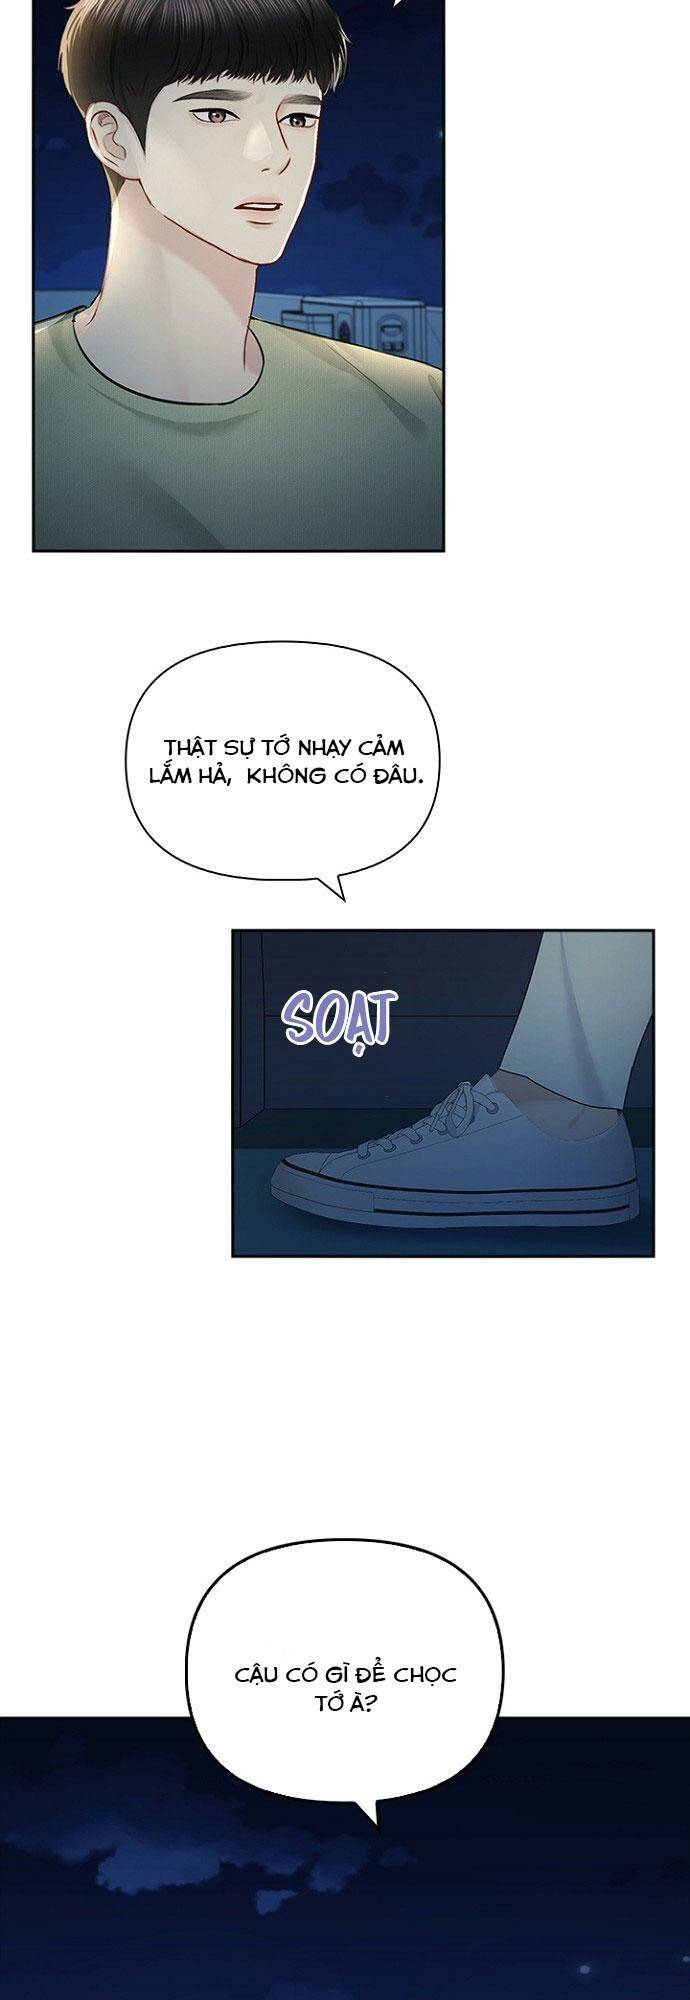 THẬT SỰ TỚ NHẠY CẢM
LẮM HẢ, KHÔNG CÓ ĐÂU.
SOẠT
CẬU CÓ GÌ ĐỂ CHỌC
TỚ À?